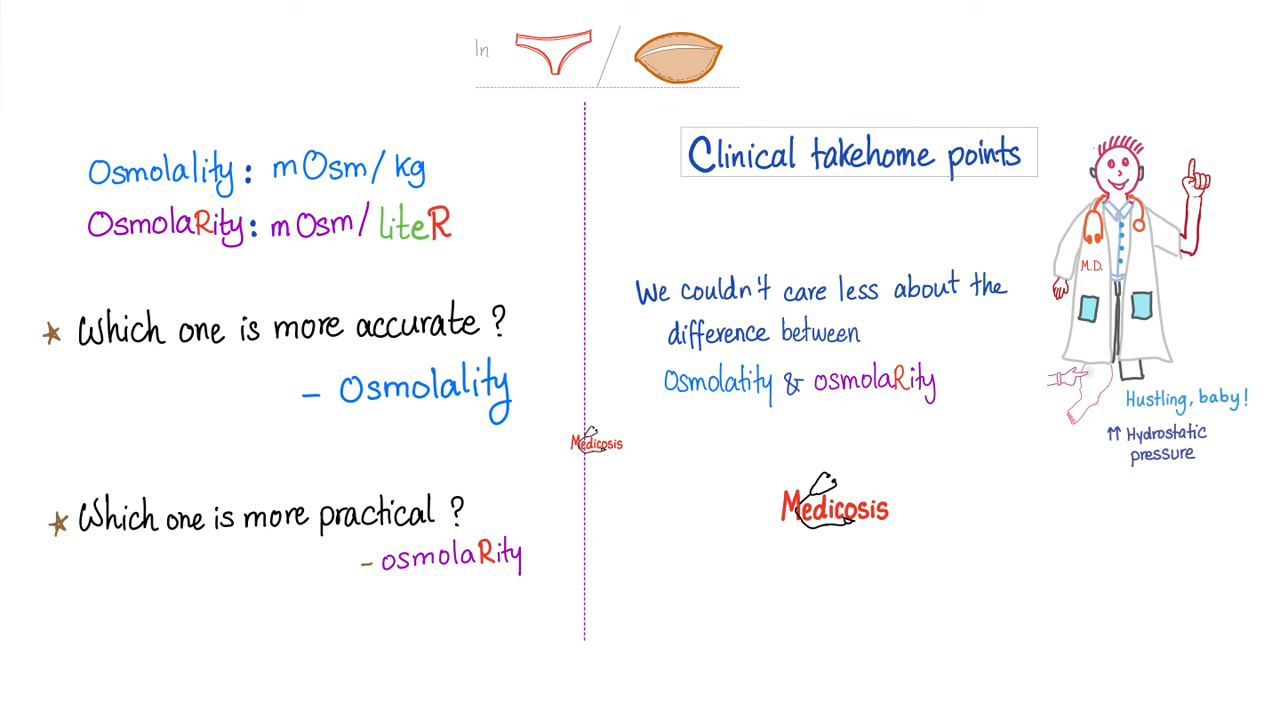 In
Osmolality: mOsm/kg
OsmolaRity: mOsm/liteR
Which one is more accurate?
- Osmolality
Which one is more practical?
- osmolaRity
Medicosis
Clinical takehome points
We couldn't care less about the
difference between
Osmolatity & osmolaRity
Medicosis
M.D.
Hustling, baby!
↑↑ Hydrostatic
pressure